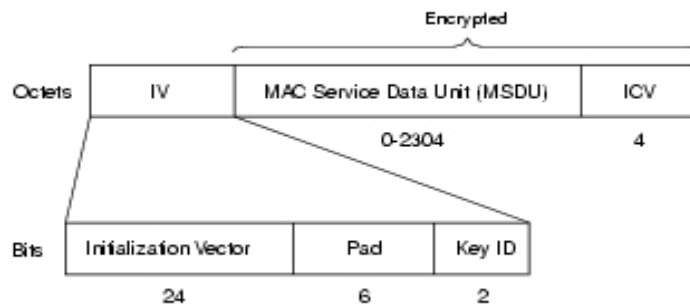 Encrypted
Octets IV MAC Service Data Unit (MSDU) ICV
0-2304 4
Bits Initialization Vector Pad Key ID
24 6 2